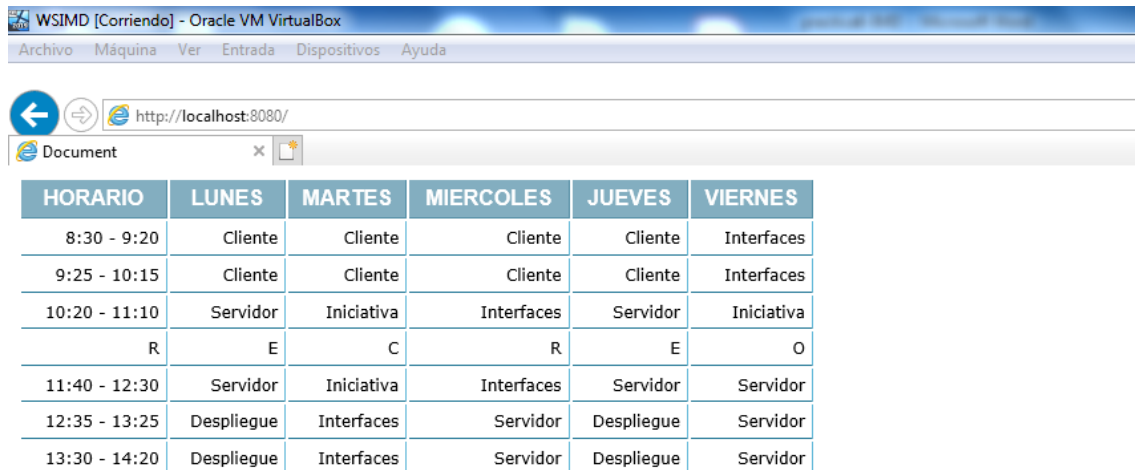 WSIMD [Corriendo] - Oracle VM VirtualBox
Archivo Máquina Ver Entrada Dispositivos Ayuda
http://localhost:8080/
Document
HORARIO LUNES MARTES MIERCOLES JUEVES VIERNES
8:30 - 9:20 Cliente Cliente Cliente Cliente Interfaces
9:25 - 10:15 Cliente Cliente Cliente Cliente Interfaces
10:20 - 11:10 Servidor Iniciativa Interfaces Servidor Iniciativa
R E C R E O
11:40 - 12:30 Servidor Iniciativa Interfaces Servidor Servidor
12:35 - 13:25 Despliegue Interfaces Servidor Despliegue Servidor
13:30 - 14:20 Despliegue Interfaces Servidor Despliegue Servidor